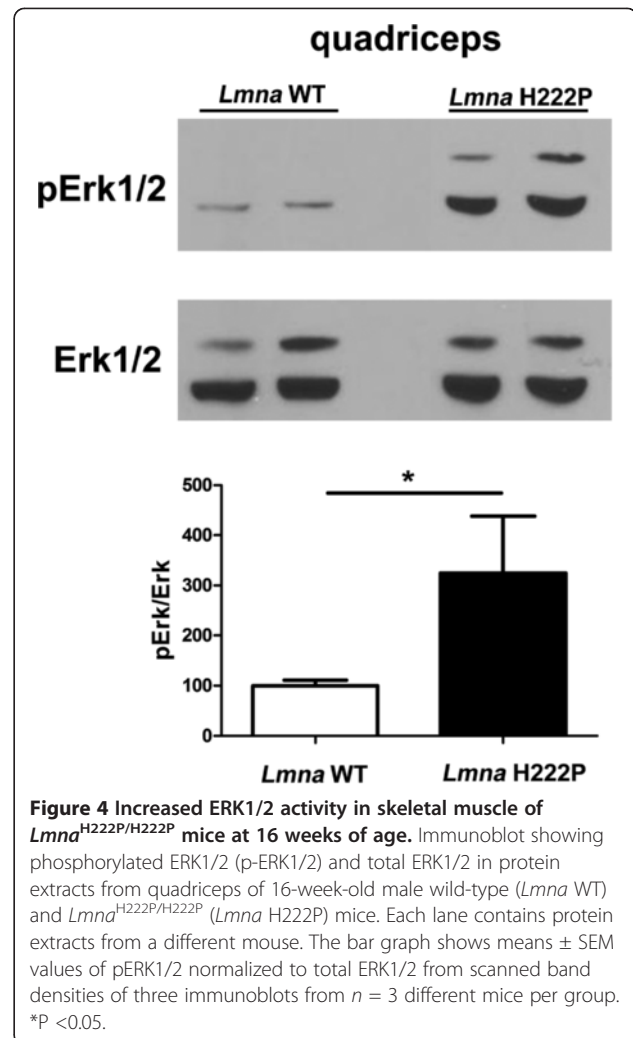 quadriceps
Lmna WT Lmna H222P
pErk1/2
Erk1/2
*
500
400
300
200
100
0
pErk/Erk
Lmna WT Lmna H222P
Figure 4 Increased ERK1/2 activity in skeletal muscle of
Lmna^H222P/H222P mice at 16 weeks of age. Immunoblot showing
phosphorylated ERK1/2 (p-ERK1/2) and total ERK1/2 in protein
extracts from quadriceps of 16-week-old male wild-type (Lmna WT)
and Lmna^H222P/H222P (Lmna H222P) mice. Each lane contains protein
extracts from a different mouse. The bar graph shows means ± SEM
values of pERK1/2 normalized to total ERK1/2 from scanned band
densities of three immunoblots from n = 3 different mice per group.
*P <0.05.